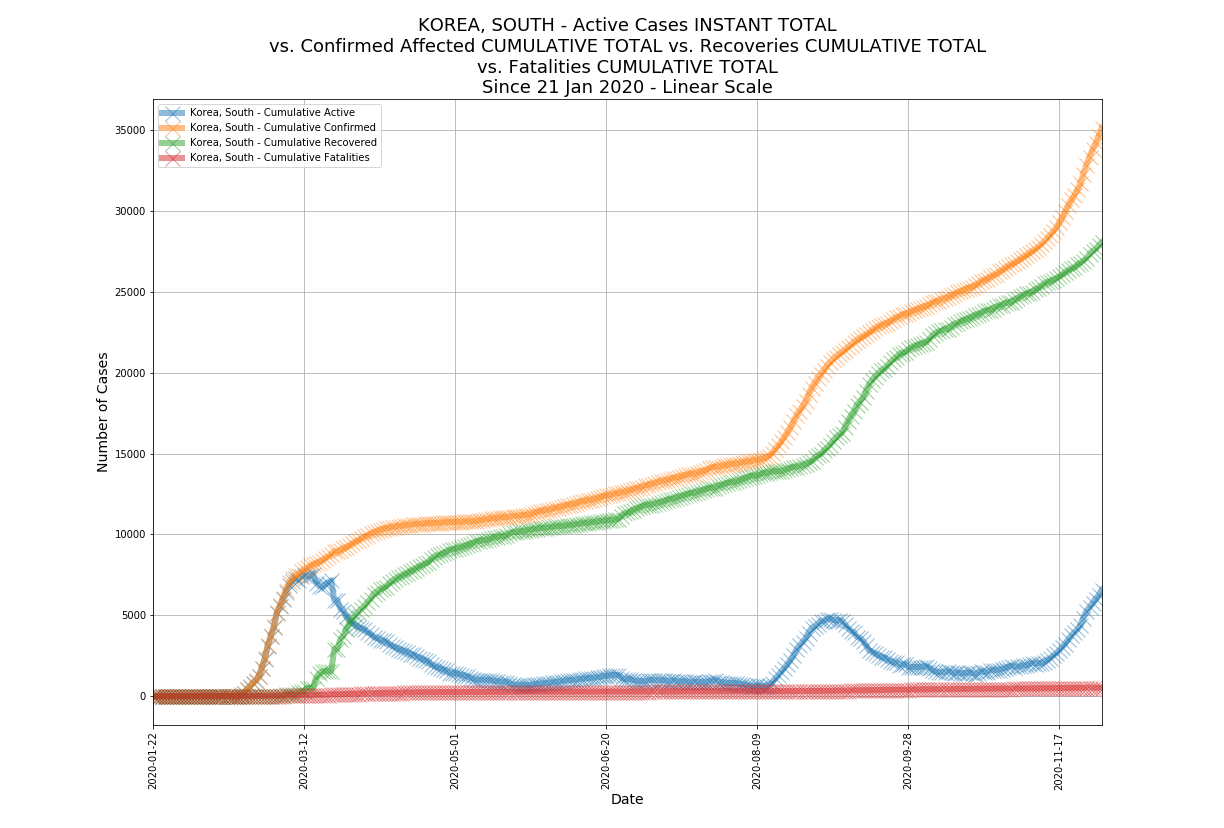 KOREA, SOUTH - Active Cases INSTANT TOTAL
vs. Confirmed Affected CUMULATIVE TOTAL vs. Recoveries CUMULATIVE TOTAL
vs. Fatalities CUMULATIVE TOTAL
Since 21 Jan 2020 - Linear Scale
Korea, South - Cumulative Active
Korea, South - Cumulative Confirmed
Korea, South - Cumulative Recovered
Korea, South - Cumulative Fatalities
Number of Cases
35000
30000
25000
20000
15000
10000
5000
0
2020-01-22
2020-03-12
2020-05-01
2020-06-20
2020-08-09
2020-09-28
2020-11-17
Date